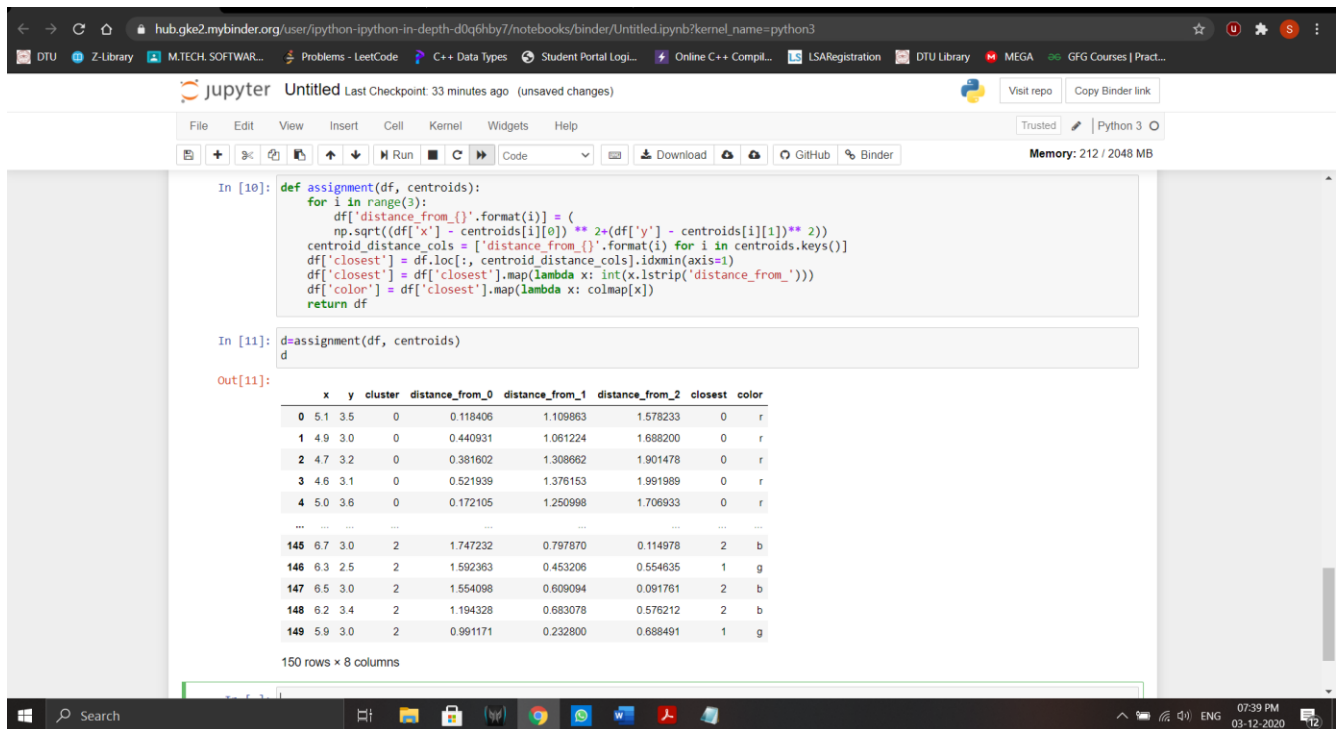 hub.gke2.mybinder.org/user/ipython-ipython-in-depth-d0q6hby7/notebooks/binder/Untitled.ipynb?kernel_name=python3
DTU Z-Library M.TECH. SOFTWAR... Problems - LeetCode C++ Data Types Student Portal Logi... Online C++ Compil... LS LSARegistration DTU Library M MEGA GFG Courses | Pract...
jupyter Untitled Last Checkpoint: 33 minutes ago (unsaved changes) Visit repo Copy Binder link
File Edit View Insert Cell Kernel Widgets Help Trusted Python 3
Run Code Download GitHub Binder Memory: 212 / 2048 MB
In [10]: def assignment(df, centroids):
for i in range(3):
df['distance_from_{}'.format(i)] = (
np.sqrt((df['x'] - centroids[i][0]) ** 2+(df['y'] - centroids[i][1])** 2))
centroid_distance_cols = ['distance_from_{}'.format(i) for i in centroids.keys()]
df['closest'] = df.loc[:, centroid_distance_cols].idxmin(axis=1)
df['closest'] = df['closest'].map(lambda x: int(x.lstrip('distance_from_')))
df['color'] = df['closest'].map(lambda x: colmap[x])
return df
In [11]: d=assignment(df, centroids)
d
Out[11]:
x y cluster distance_from_0 distance_from_1 distance_from_2 closest color
0 5.1 3.5 0 0.118406 1.109863 1.578233 0 r
1 4.9 3.0 0 0.440931 1.061224 1.688200 0 r
2 4.7 3.2 0 0.381602 1.308662 1.901478 0 r
3 4.6 3.1 0 0.521939 1.376153 1.991989 0 r
4 5.0 3.6 0 0.172105 1.250998 1.706933 0 r
... ... ... ... ... ... ... ... ...
145 6.7 3.0 2 1.747232 0.797870 0.114978 2 b
146 6.3 2.5 2 1.592363 0.453206 0.554635 1 g
147 6.5 3.0 2 1.554098 0.609094 0.091761 2 b
148 6.2 3.4 2 1.194328 0.683078 0.576212 2 b
149 5.9 3.0 2 0.991171 0.232800 0.688491 1 g
150 rows × 8 columns
Search ENG 07:39 PM
03-12-2020 12